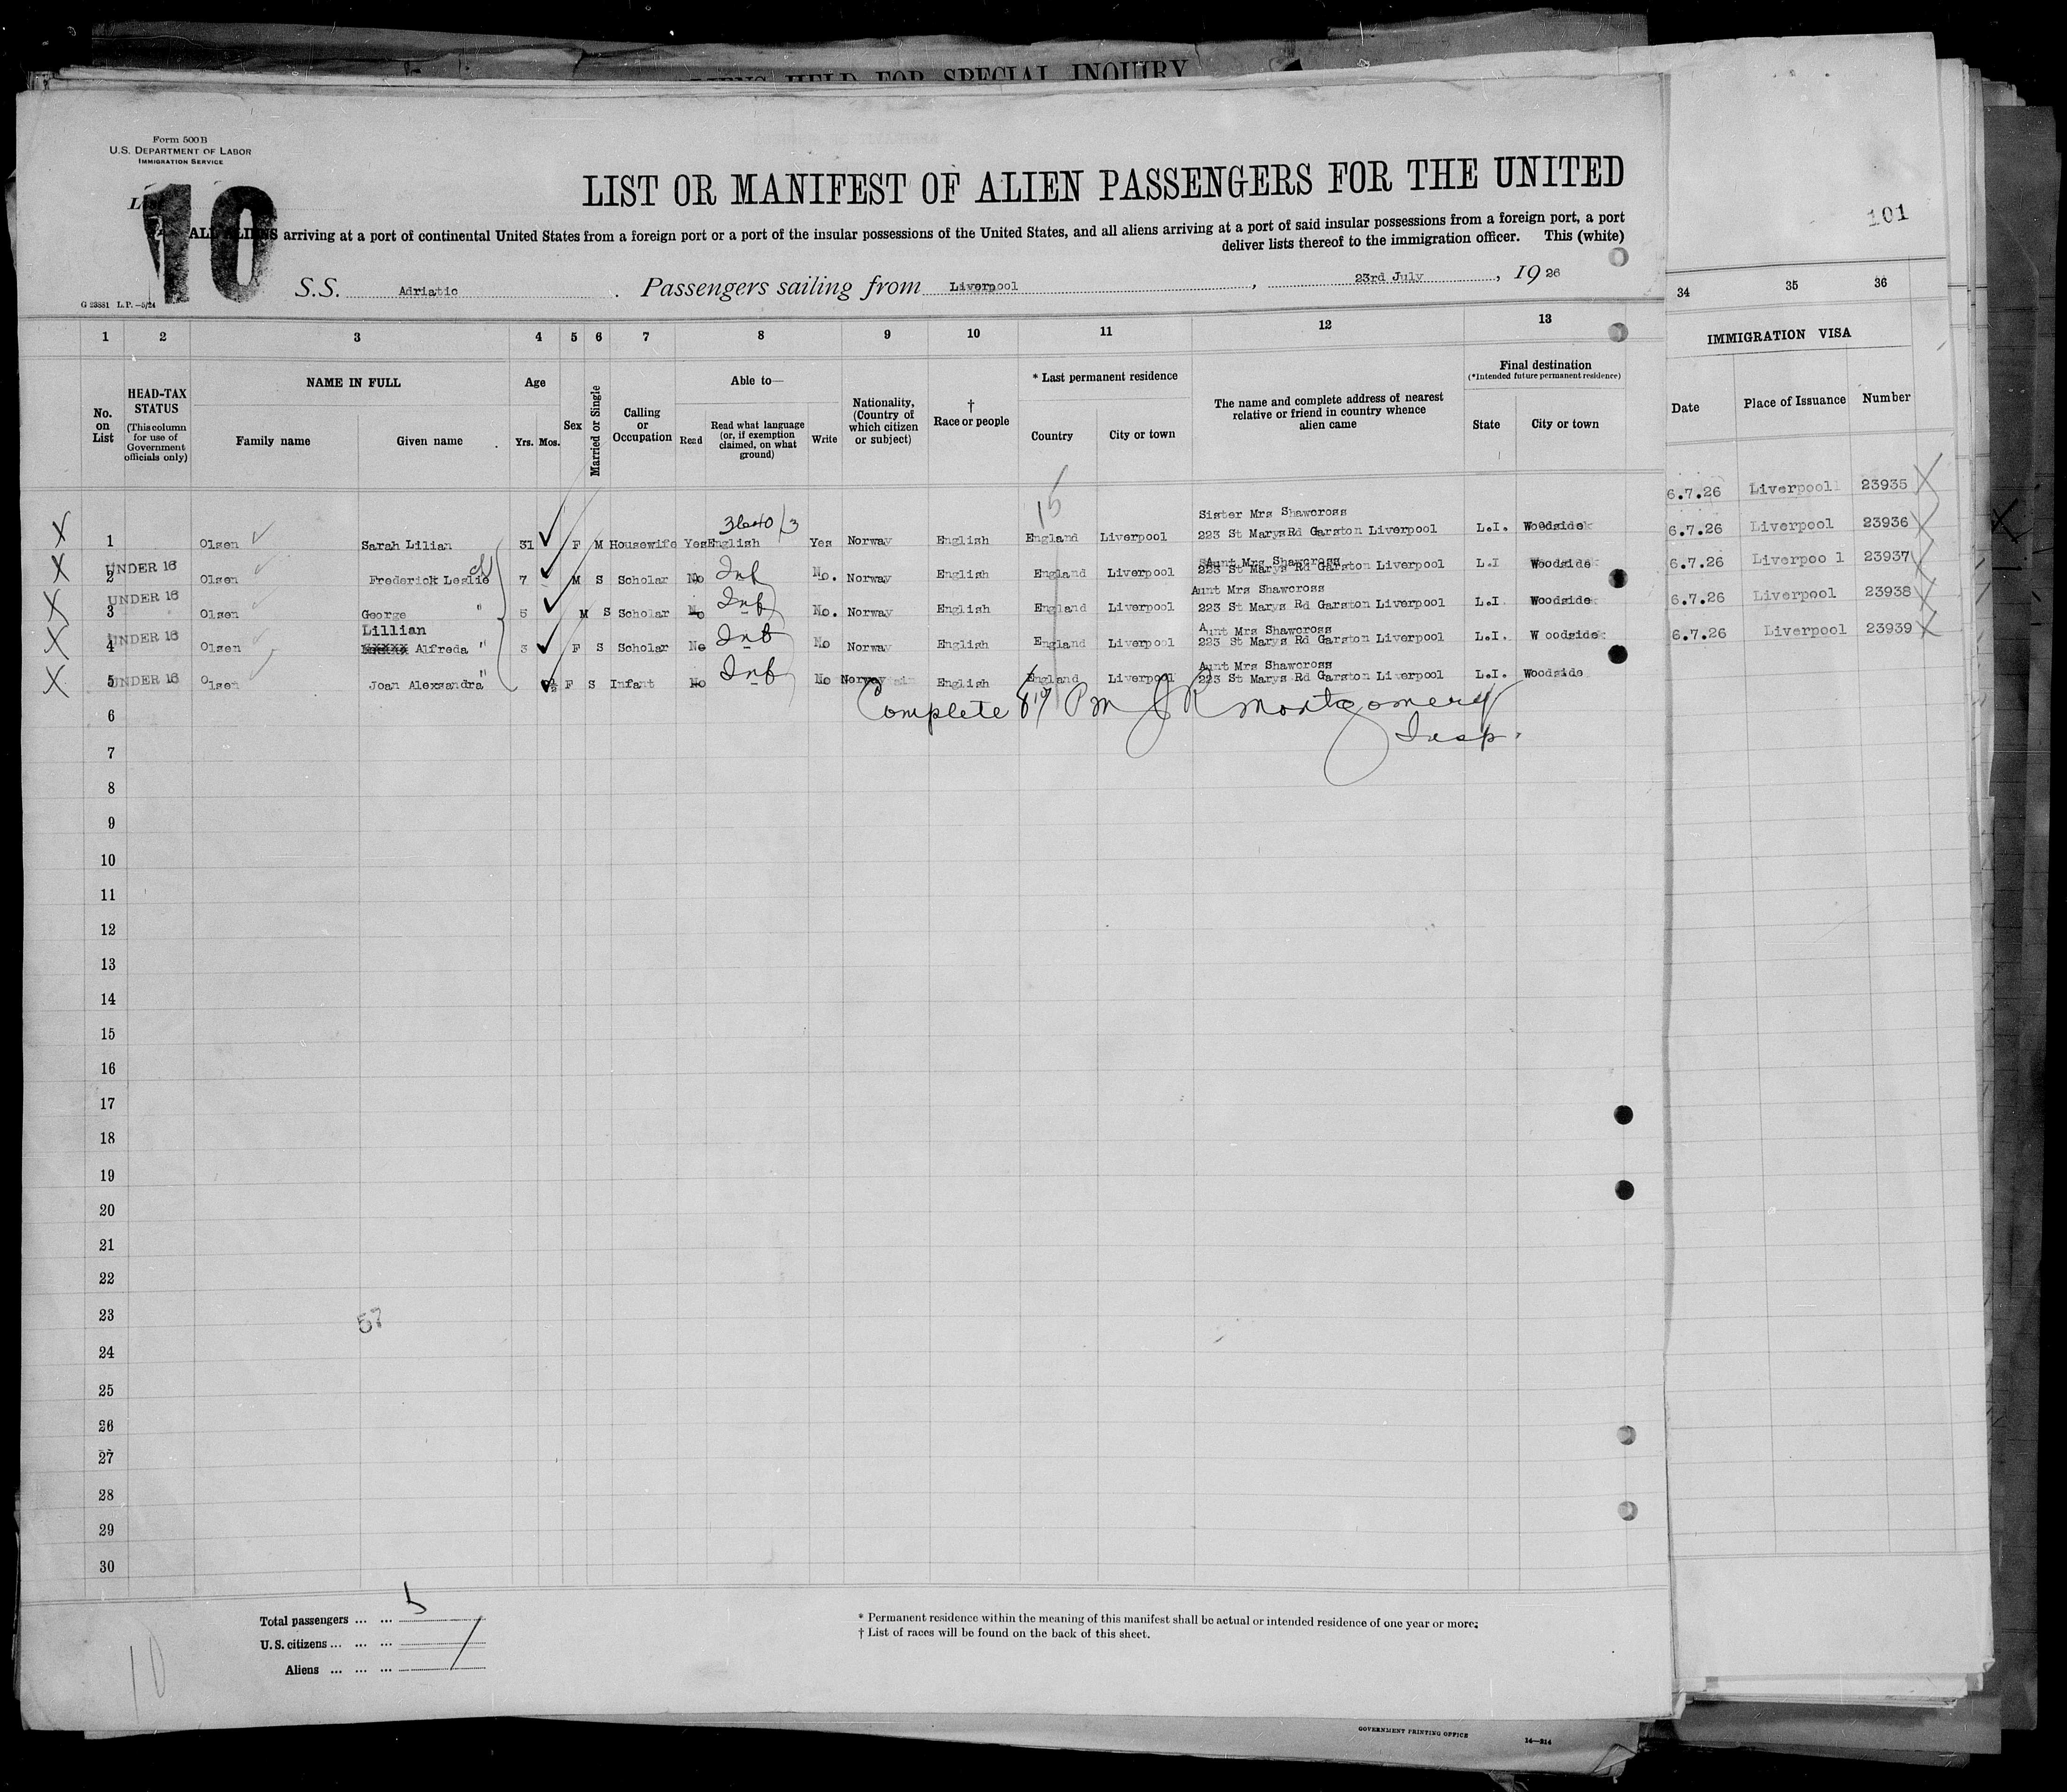 LIENS HELD FOR SPECIAL INQUIRY
Form 500 B
U.S. DEPARTMENT OF LABOR
IMMIGRATION SERVICE
10
LIST OR MANIFEST OF ALIEN PASSENGERS FOR THE UNITED
ALL ALIENS arriving at a port of continental United States from a foreign port or a port of the insular possessions of the United States, and all aliens arriving at a port of said insular possessions from a foreign port, a port
deliver lists thereof to the immigration officer. This (white)
101
S.S. Adriatic . Passengers sailing from Liverpool , 23rd July , 19 26
G 23881 L.P.—5/24
1 2 3 4 5 6 7 8 9 10 11 12 13 34 35 36
No. on List
HEAD-TAX STATUS
(This column for use of Government officials only)
NAME IN FULL
Family name Given name
Age
Yrs. Mos.
Sex
Married or Single
Calling or Occupation
Able to—
Read
Read what language (or, if exemption claimed, on what ground)
Write
Nationality, (Country of which citizen or subject)
† Race or people
* Last permanent residence
Country City or town
The name and complete address of nearest relative or friend in country whence alien came
Final destination
(*Intended future permanent residence)
State City or town
IMMIGRATION VISA
Date Place of Issuance Number
6.7.26 Liverpool 23935 X
6.7.26 Liverpool 23936 X
6.7.26 Liverpoo l 23937 X
6.7.26 Liverpool 23938 X
6.7.26 Liverpool 23939 X
15
Sister Mrs Shawcross
X 1 Olsen Sarah Lilian 31 F M Housewife Yes English Yes Norway English England Liverpool 223 St MarysRd Garston Liverpool L.I. Woodside
Aunt Mrs Shawcross
X UNDER 16 2 Olsen Frederick Leslie 7 M S Scholar No Inf No. Norway English England Liverpool 223 St Marys Rd Garston Liverpool L.I Woodside
Aunt Mrs Shawcross
X UNDER 16 3 Olsen George " 5 M S Scholar No Inf No. Norway English England Liverpool 223 St Marys Rd Garston Liverpool L.I Woodside
Lillian
Aunt Mrs Shawcross
X UNDER 16 4 Olsen Alfreda " 3 F S Scholar No Inf No Norway English England Liverpool 223 St Marys Rd Garston Liverpool L.I. W oodside
Aunt Mrs Shawcross
X UNDER 16 5 Olsen Joan Alexsandra " F S Infant No Inf No Norway English England Liverpool 223 St Marys Rd Garston Liverpool L.I. Woodside
Complete PM J R Montgomery
Insp.
6
7
8
9
10
11
12
13
14
15
16
17
18
19
20
21
22
23
57
24
25
26
27
28
29
30
Total passengers ... ... 5
U.S. citizens ... ... ...
Aliens ... ... ...
* Permanent residence within the meaning of this manifest shall be actual or intended residence of one year or more;
† List of races will be found on the back of this sheet.
10
GOVERNMENT PRINTING OFFICE
14—214